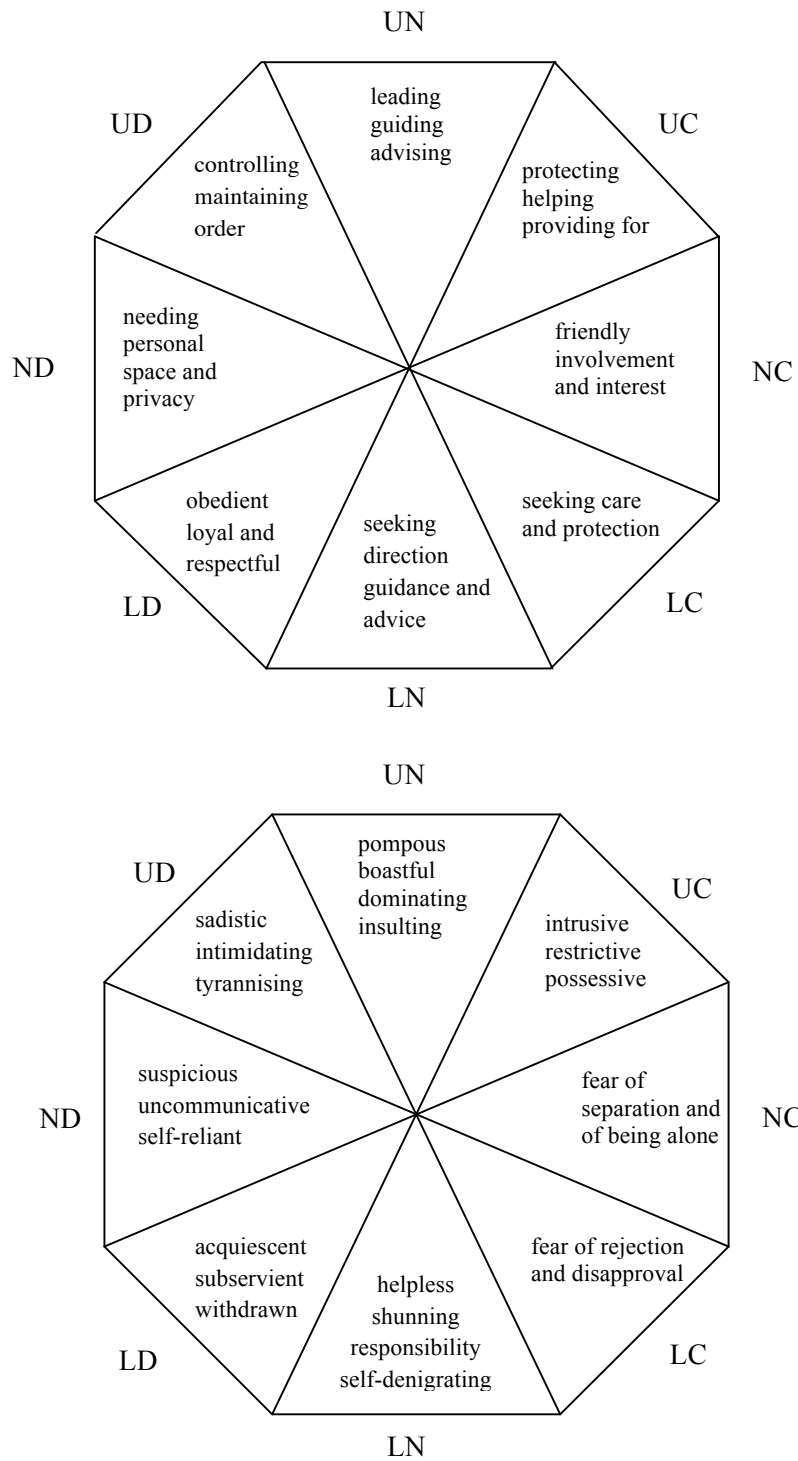 UN
UD
leading
guiding
advising
UC
controlling
maintaining
order
protecting
helping
providing for
ND
needing
personal
space and
privacy
friendly
involvement
and interest
NC
obedient
loyal and
respectful
seeking
direction
guidance and
advice
seeking care
and protection
LD
LC
LN
UN
UD
pompous
boastful
dominating
insulting
UC
sadistic
intimidating
tyrannising
intrusive
restrictive
possessive
ND
suspicious
uncommunicative
self-reliant
fear of
separation and
of being alone
NC
acquiescent
subservient
withdrawn
helpless
shunning
responsibility
self-denigrating
fear of rejection
and disapproval
LD
LC
LN